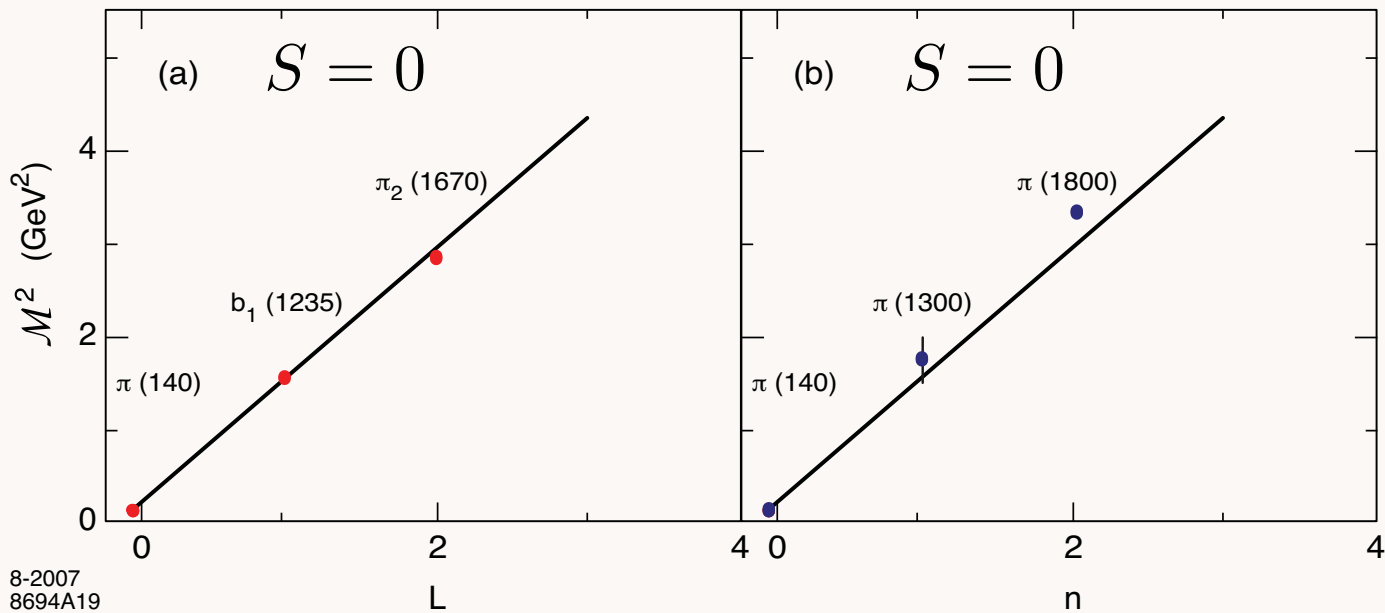 (a) S = 0
(b) S = 0
4
π₂ (1670)
π (1800)
ℳ² (GeV²)
b₁ (1235)
π (1300)
2
π (140)
π (140)
0
0 2 4 0 2 4
8-2007
8694A19
L
n